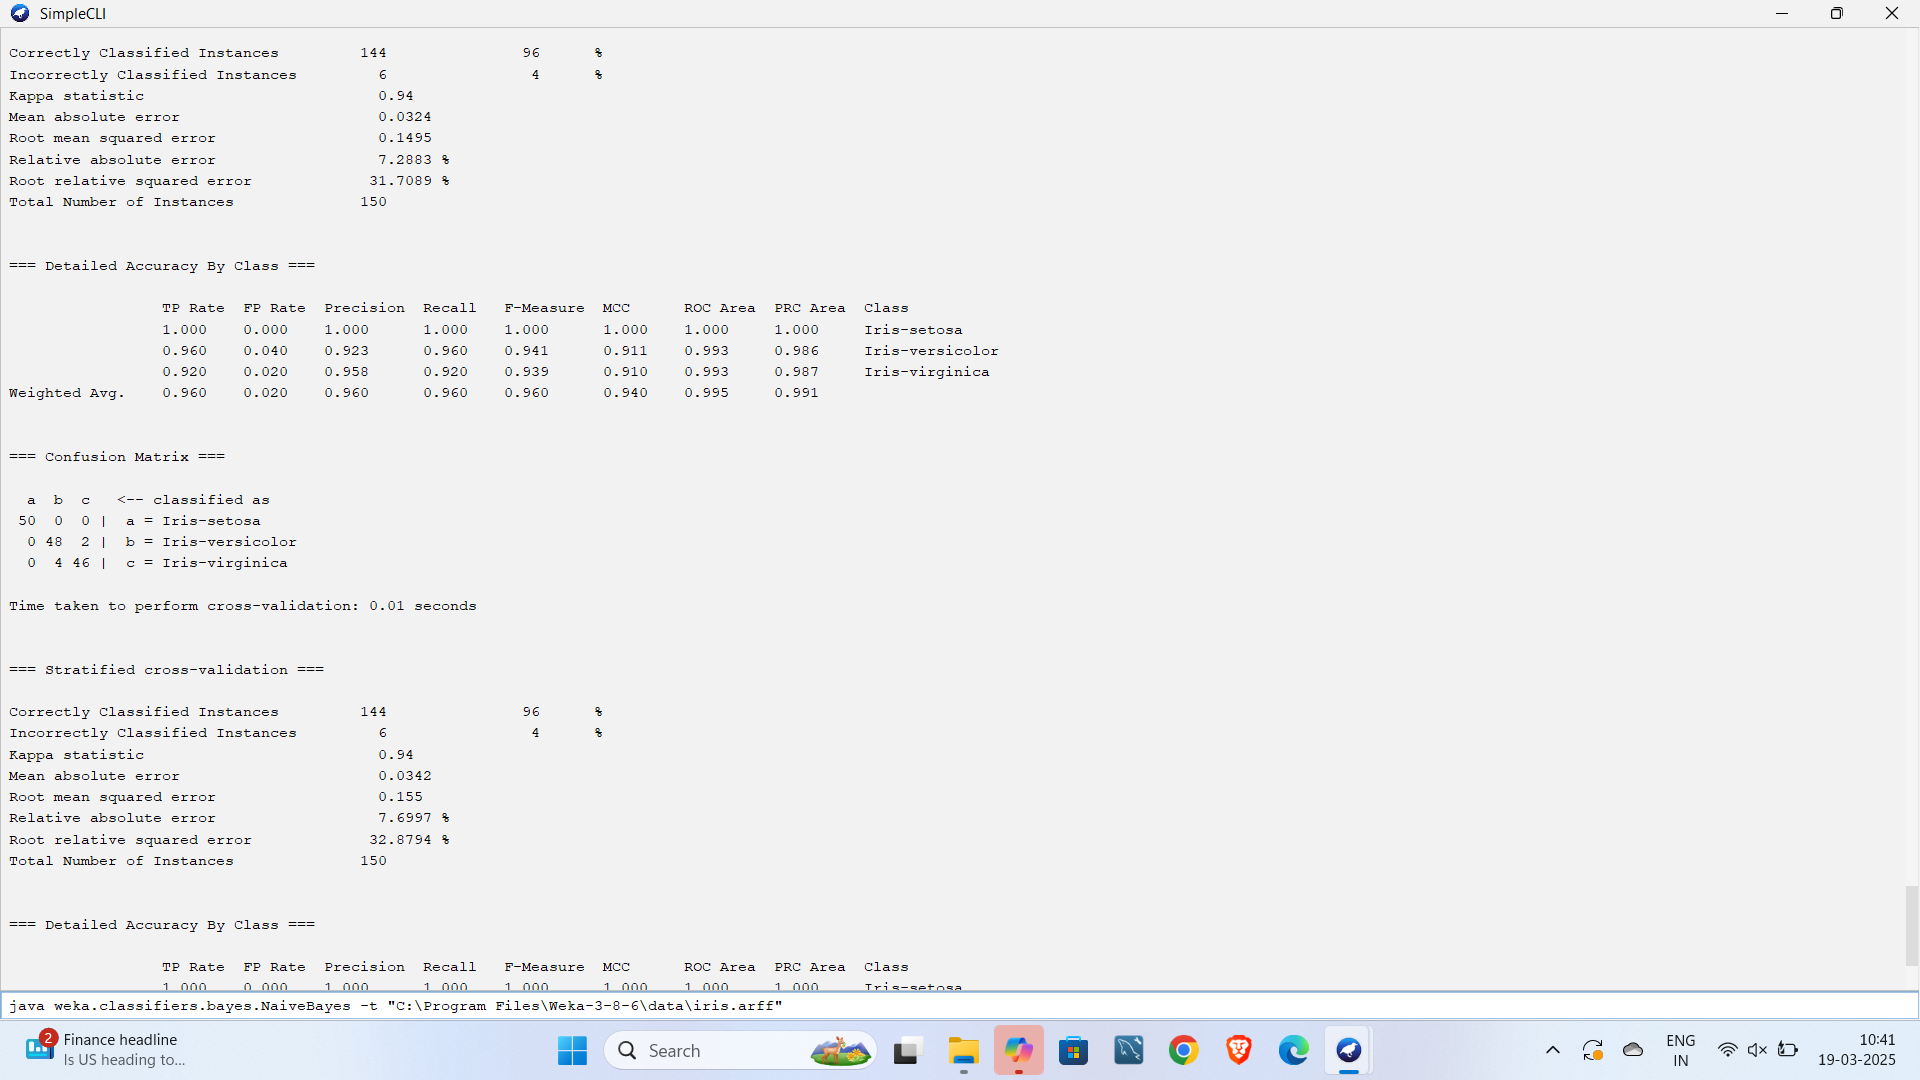 SimpleCLI
Correctly Classified Instances 144 96 %
Incorrectly Classified Instances 6 4 %
Kappa statistic 0.94
Mean absolute error 0.0324
Root mean squared error 0.1495
Relative absolute error 7.2883 %
Root relative squared error 31.7089 %
Total Number of Instances 150
=== Detailed Accuracy By Class ===
TP Rate FP Rate Precision Recall F-Measure MCC ROC Area PRC Area Class
1.000 0.000 1.000 1.000 1.000 1.000 1.000 1.000 Iris-setosa
0.960 0.040 0.923 0.960 0.941 0.911 0.993 0.986 Iris-versicolor
0.920 0.020 0.958 0.920 0.939 0.910 0.993 0.987 Iris-virginica
Weighted Avg. 0.960 0.020 0.960 0.960 0.960 0.940 0.995 0.991
=== Confusion Matrix ===
a b c <-- classified as
50 0 0 | a = Iris-setosa
0 48 2 | b = Iris-versicolor
0 4 46 | c = Iris-virginica
Time taken to perform cross-validation: 0.01 seconds
=== Stratified cross-validation ===
Correctly Classified Instances 144 96 %
Incorrectly Classified Instances 6 4 %
Kappa statistic 0.94
Mean absolute error 0.0342
Root mean squared error 0.155
Relative absolute error 7.6997 %
Root relative squared error 32.8794 %
Total Number of Instances 150
=== Detailed Accuracy By Class ===
TP Rate FP Rate Precision Recall F-Measure MCC ROC Area PRC Area Class
1.000 0.000 1.000 1.000 1.000 1.000 1.000 1.000 Iris-setosa
java weka.classifiers.bayes.NaiveBayes -t "C:\Program Files\Weka-3-8-6\data\iris.arff"
2
Finance headline
Is US heading to...
Search
ENG
IN
10:41
19-03-2025